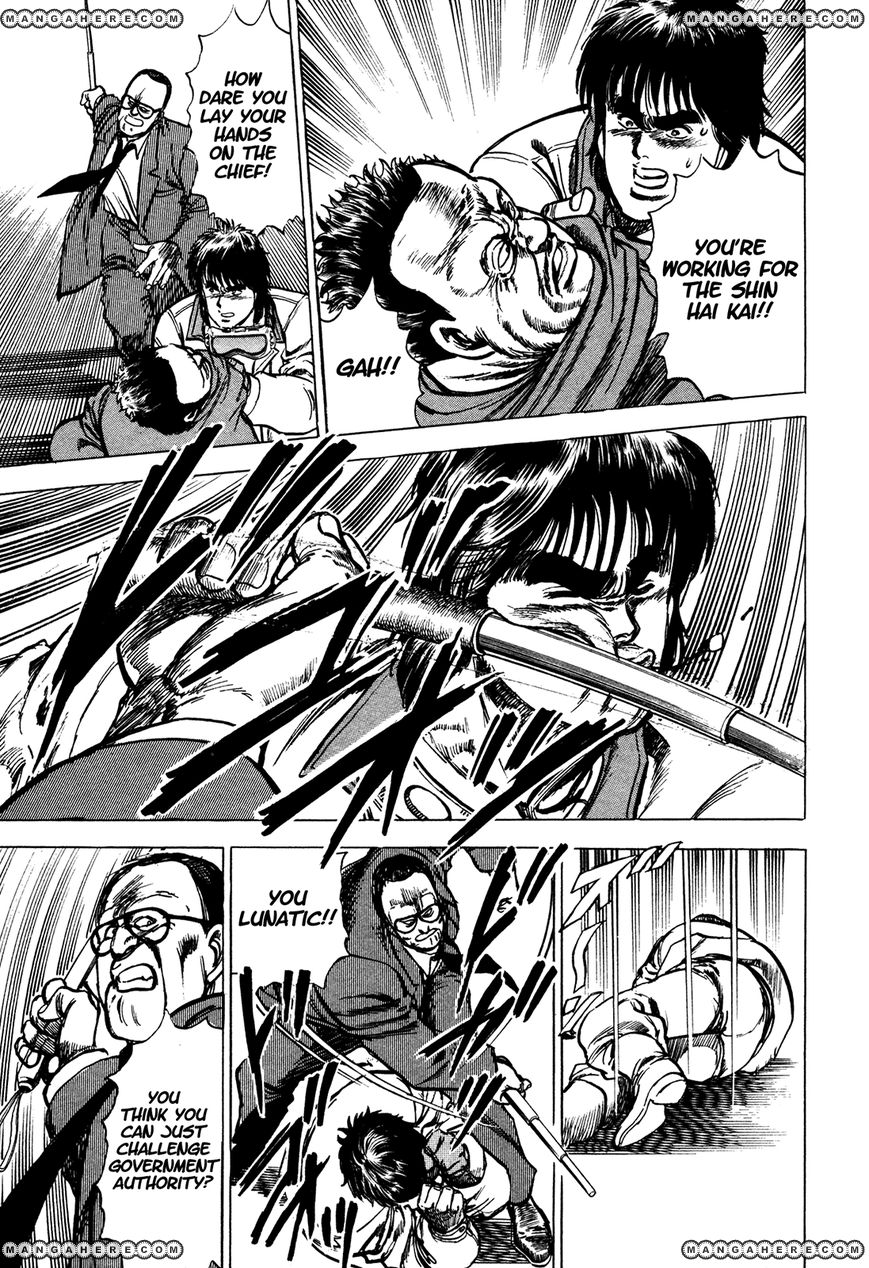 MANGAHERE.COM
MANGAHERE.COM
YOU'RE
WORKING FOR
THE SHIN
HAI KAI!!
GAH!!
HOW
DARE YOU
LAY YOUR
HANDS
ON THE
CHIEF!
YOU
LUNATIC!!
YOU
THINK YOU
CAN JUST
CHALLENGE
GOVERNMENT
AUTHORITY?
MANGAHERE.COM
MANGAHERE.COM